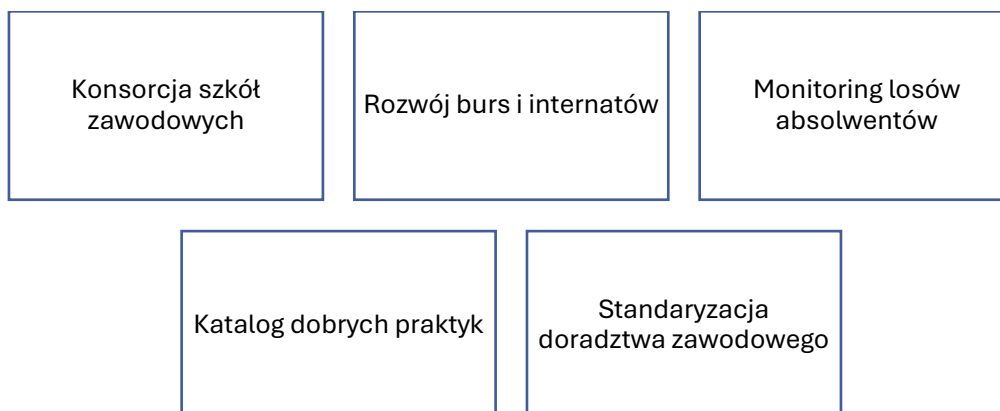 Konsorcja szkół
zawodowych
Rozwój burs i internatów
Monitoring losów
absolwentów
Katalog dobrych praktyk
Standaryzacja
doradztwa zawodowego